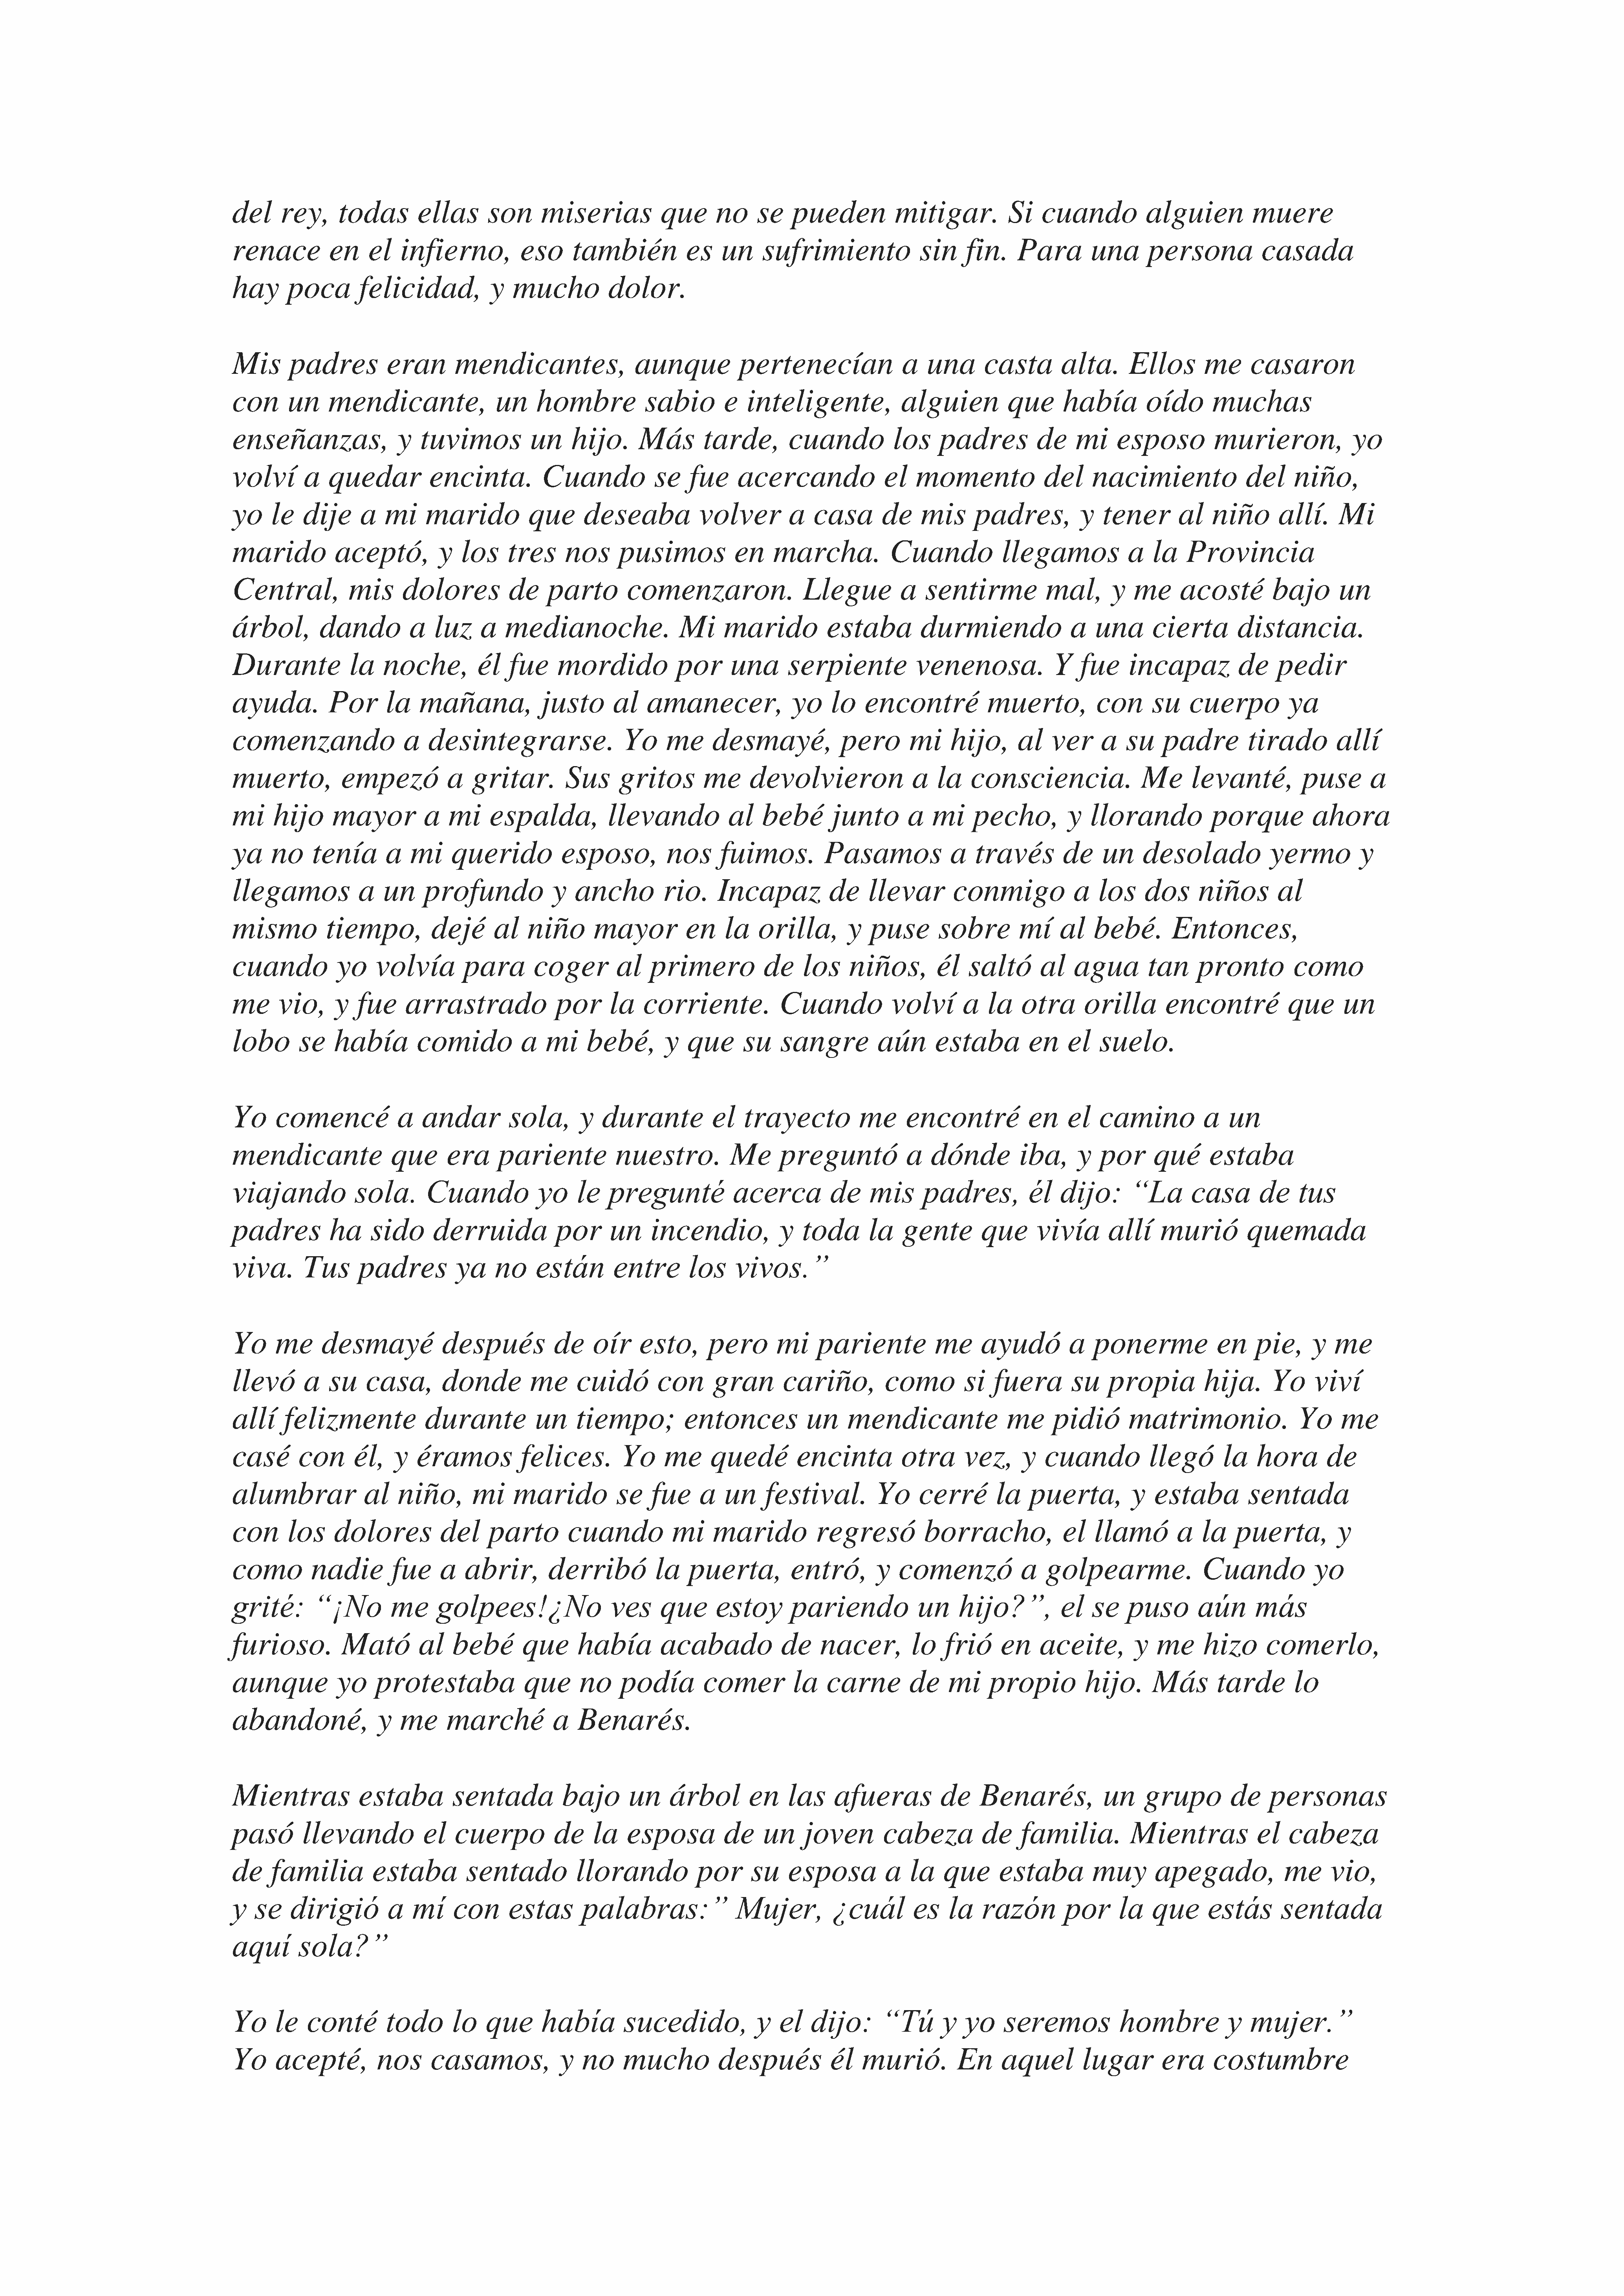 del rey, todas ellas son miserias que no se pueden mitigar. Si cuando alguien muere
renace en el infierno, eso también es un sufrimiento sin fin. Para una persona casada
hay poca felicidad, y mucho dolor.
Mis padres eran mendicantes, aunque pertenecían a una casta alta. Ellos me casaron
con un mendicante, un hombre sabio e inteligente, alguien que había oído muchas
enseñanzas, y tuvimos un hijo. Más tarde, cuando los padres de mi esposo murieron, yo
volví a quedar encinta. Cuando se fue acercando el momento del nacimiento del niño,
yo le dije a mi marido que deseaba volver a casa de mis padres, y tener al niño allí. Mi
marido aceptó, y los tres nos pusimos en marcha. Cuando llegamos a la Provincia
Central, mis dolores de parto comenzaron. Llegue a sentirme mal, y me acosté bajo un
árbol, dando a luz a medianoche. Mi marido estaba durmiendo a una cierta distancia.
Durante la noche, él fue mordido por una serpiente venenosa. Y fue incapaz de pedir
ayuda. Por la mañana, justo al amanecer, yo lo encontré muerto, con su cuerpo ya
comenzando a desintegrarse. Yo me desmayé, pero mi hijo, al ver a su padre tirado allí
muerto, empezó a gritar. Sus gritos me devolvieron a la consciencia. Me levanté, puse a
mi hijo mayor a mi espalda, llevando al bebé junto a mi pecho, y llorando porque ahora
ya no tenía a mi querido esposo, nos fuimos. Pasamos a través de un desolado yermo y
llegamos a un profundo y ancho rio. Incapaz de llevar conmigo a los dos niños al
mismo tiempo, dejé al niño mayor en la orilla, y puse sobre mí al bebé. Entonces,
cuando yo volvía para coger al primero de los niños, él saltó al agua tan pronto como
me vio, y fue arrastrado por la corriente. Cuando volví a la otra orilla encontré que un
lobo se había comido a mi bebé, y que su sangre aún estaba en el suelo.
Yo comencé a andar sola, y durante el trayecto me encontré en el camino a un
mendicante que era pariente nuestro. Me preguntó a dónde iba, y por qué estaba
viajando sola. Cuando yo le pregunté acerca de mis padres, él dijo: “La casa de tus
padres ha sido derruida por un incendio, y toda la gente que vivía allí murió quemada
viva. Tus padres ya no están entre los vivos.”
Yo me desmayé después de oír esto, pero mi pariente me ayudó a ponerme en pie, y me
llevó a su casa, donde me cuidó con gran cariño, como si fuera su propia hija. Yo viví
allí felizmente durante un tiempo; entonces un mendicante me pidió matrimonio. Yo me
casé con él, y éramos felices. Yo me quedé encinta otra vez, y cuando llegó la hora de
alumbrar al niño, mi marido se fue a un festival. Yo cerré la puerta, y estaba sentada
con los dolores del parto cuando mi marido regresó borracho, el llamó a la puerta, y
como nadie fue a abrir, derribó la puerta, entró, y comenzó a golpearme. Cuando yo
grité: “¡No me golpees!¿No ves que estoy pariendo un hijo?”, el se puso aún más
furioso. Mató al bebé que había acabado de nacer, lo frió en aceite, y me hizo comerlo,
aunque yo protestaba que no podía comer la carne de mi propio hijo. Más tarde lo
abandoné, y me marché a Benarés.
Mientras estaba sentada bajo un árbol en las afueras de Benarés, un grupo de personas
pasó llevando el cuerpo de la esposa de un joven cabeza de familia. Mientras el cabeza
de familia estaba sentado llorando por su esposa a la que estaba muy apegado, me vio,
y se dirigió a mí con estas palabras:” Mujer, ¿cuál es la razón por la que estás sentada
aquí sola?”
Yo le conté todo lo que había sucedido, y el dijo: “Tú y yo seremos hombre y mujer.”
Yo acepté, nos casamos, y no mucho después él murió. En aquel lugar era costumbre